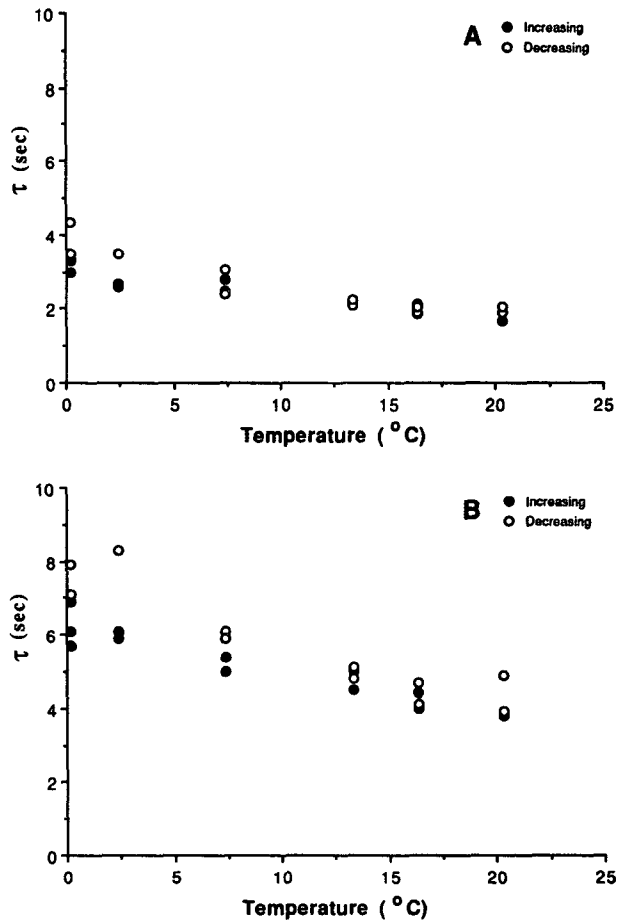 A
Increasing
Decreasing
10
8
6
4
2
0
τ (sec)
0 5 10 15 20 25
Temperature ( °C)
B
Increasing
Decreasing
10
8
6
4
2
0
τ (sec)
0 5 10 15 20 25
Temperature ( °C)